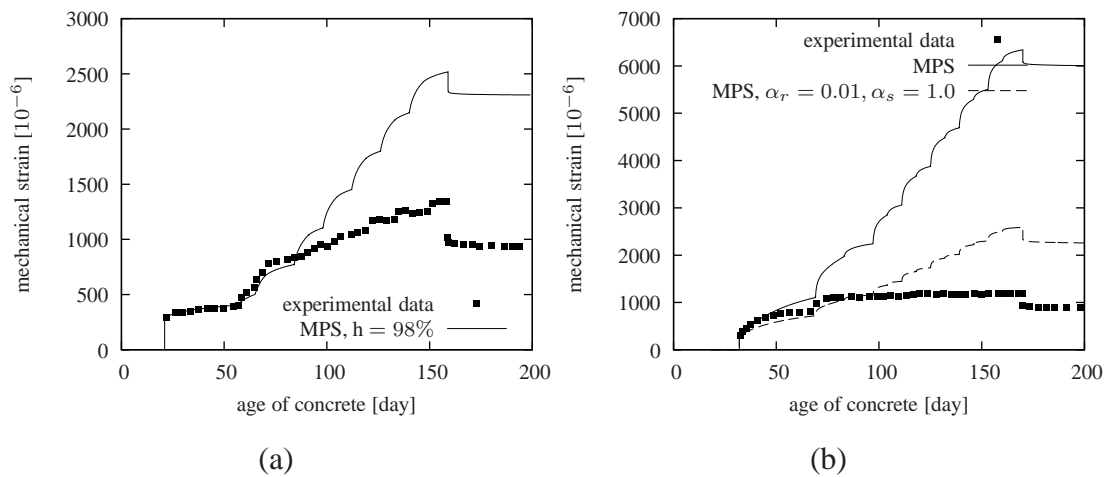 mechanical strain [10−6]
3000
2500
2000
1500
1000
500
0
experimental data
MPS, h = 98%
0 50 100 150 200
age of concrete [day]
(a)
mechanical strain [10−6]
7000
6000
5000
4000
3000
2000
1000
0
experimental data
MPS
MPS, αr = 0.01, αs = 1.0
0 50 100 150 200
age of concrete [day]
(b)